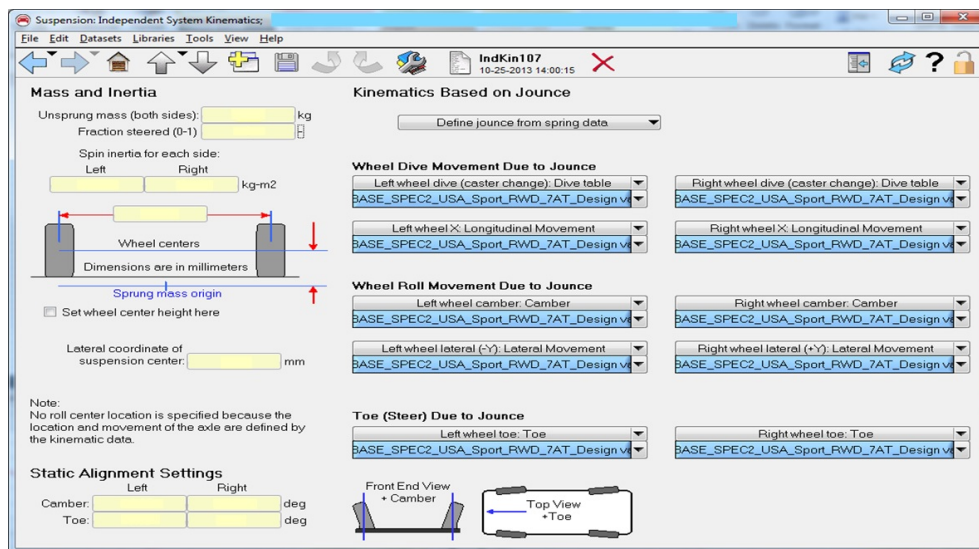 Suspension: Independent System Kinematics;
File Edit Datasets Libraries Tools View Help
IndKin107
10-25-2013 14:00:15
Mass and Inertia
Unsprung mass (both sides): kg
Fraction steered (0-1)
Spin inertia for each side:
Left Right
kg-m2
Wheel centers
Dimensions are in millimeters
Sprung mass origin
Set wheel center height here
Lateral coordinate of
suspension center: mm
Note:
No roll center location is specified because the
location and movement of the axle are defined by
the kinematic data.
Static Alignment Settings
Left Right
Camber: deg
Toe: deg
Kinematics Based on Jounce
Define jounce from spring data
Wheel Dive Movement Due to Jounce
Left wheel dive (caster change): Dive table Right wheel dive (caster change): Dive table
BASE_SPEC2_USA_Sport_RWD_7AT_Design BASE_SPEC2_USA_Sport_RWD_7AT_Design
Left wheel X: Longitudinal Movement Right wheel X: Longitudinal Movement
BASE_SPEC2_USA_Sport_RWD_7AT_Design BASE_SPEC2_USA_Sport_RWD_7AT_Design
Wheel Roll Movement Due to Jounce
Left wheel camber: Camber Right wheel camber: Camber
BASE_SPEC2_USA_Sport_RWD_7AT_Design BASE_SPEC2_USA_Sport_RWD_7AT_Design
Left wheel lateral (-Y): Lateral Movement Right wheel lateral (+Y): Lateral Movement
BASE_SPEC2_USA_Sport_RWD_7AT_Design BASE_SPEC2_USA_Sport_RWD_7AT_Design
Toe (Steer) Due to Jounce
Left wheel toe: Toe Right wheel toe: Toe
BASE_SPEC2_USA_Sport_RWD_7AT_Design BASE_SPEC2_USA_Sport_RWD_7AT_Design
Front End View
+ Camber
Top View
+Toe